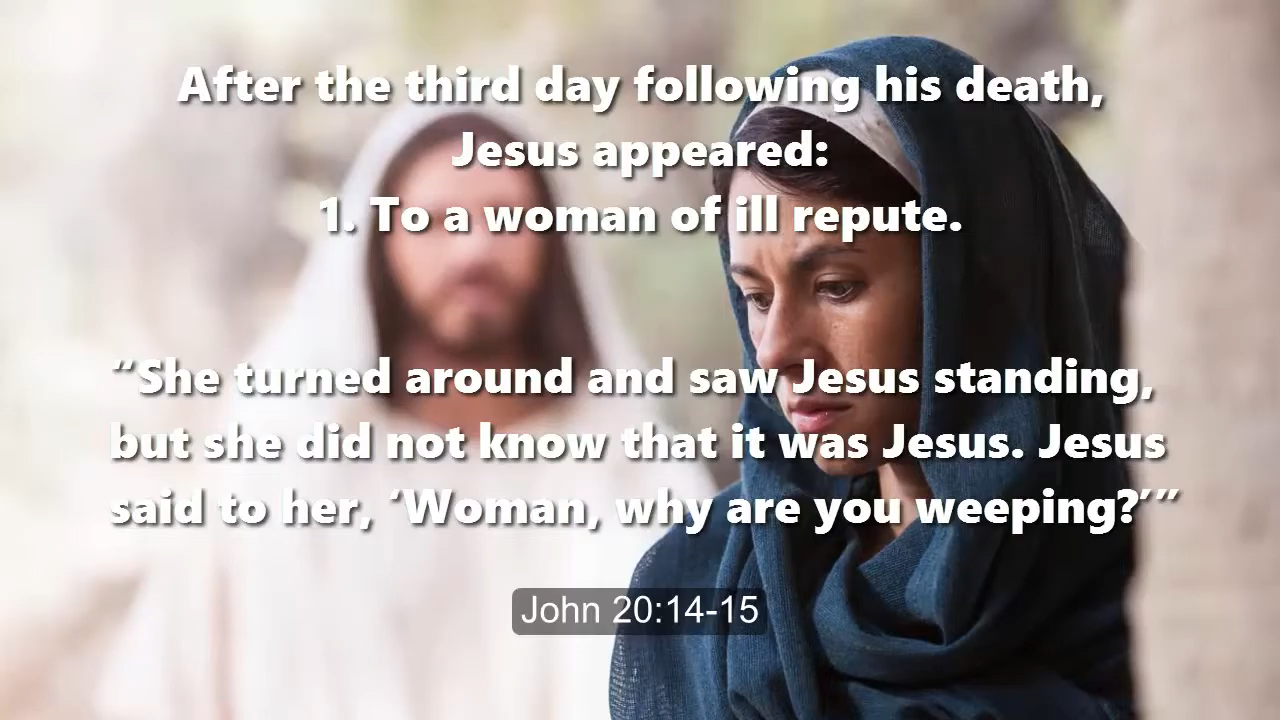 After the third day following his death,
Jesus appeared:
1. To a woman of ill repute.
“She turned around and saw Jesus standing,
but she did not know that it was Jesus. Jesus
said to her, ‘Woman, why are you weeping?’”
John 20:14-15